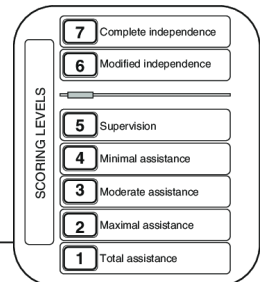 SCORING LEVELS
7 Complete independence
6 Modified independence
5 Supervision
4 Minimal assistance
3 Moderate assistance
2 Maximal assistance
1 Total assistance